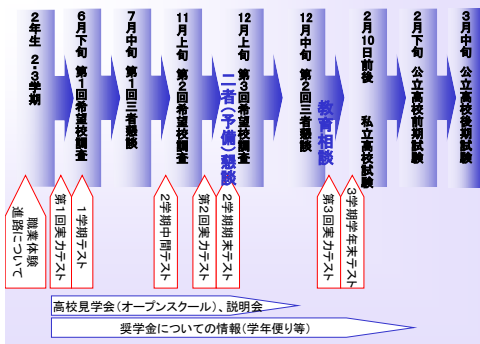 2年生 2・3学期
6月下旬 第1回希望校調査
7月中旬 第1回三者懇談
11月上旬 第2回希望校調査
二者(予備)懇談
12月上旬 第3回希望校調査
12月中旬 第2回三者懇談
教育相談
2月10日前後 私立高校試験
2月下旬 公立高校前期試験
3月中旬 公立高校後期試験
職業体験
進路について
第1回実力テスト
1学期テスト
2学期中間テスト
第2回実力テスト
2学期期末テスト
第3回実力テスト
3学期学年末テスト
高校見学会(オープンスクール)、説明会
奨学金についての情報(学年便り等)